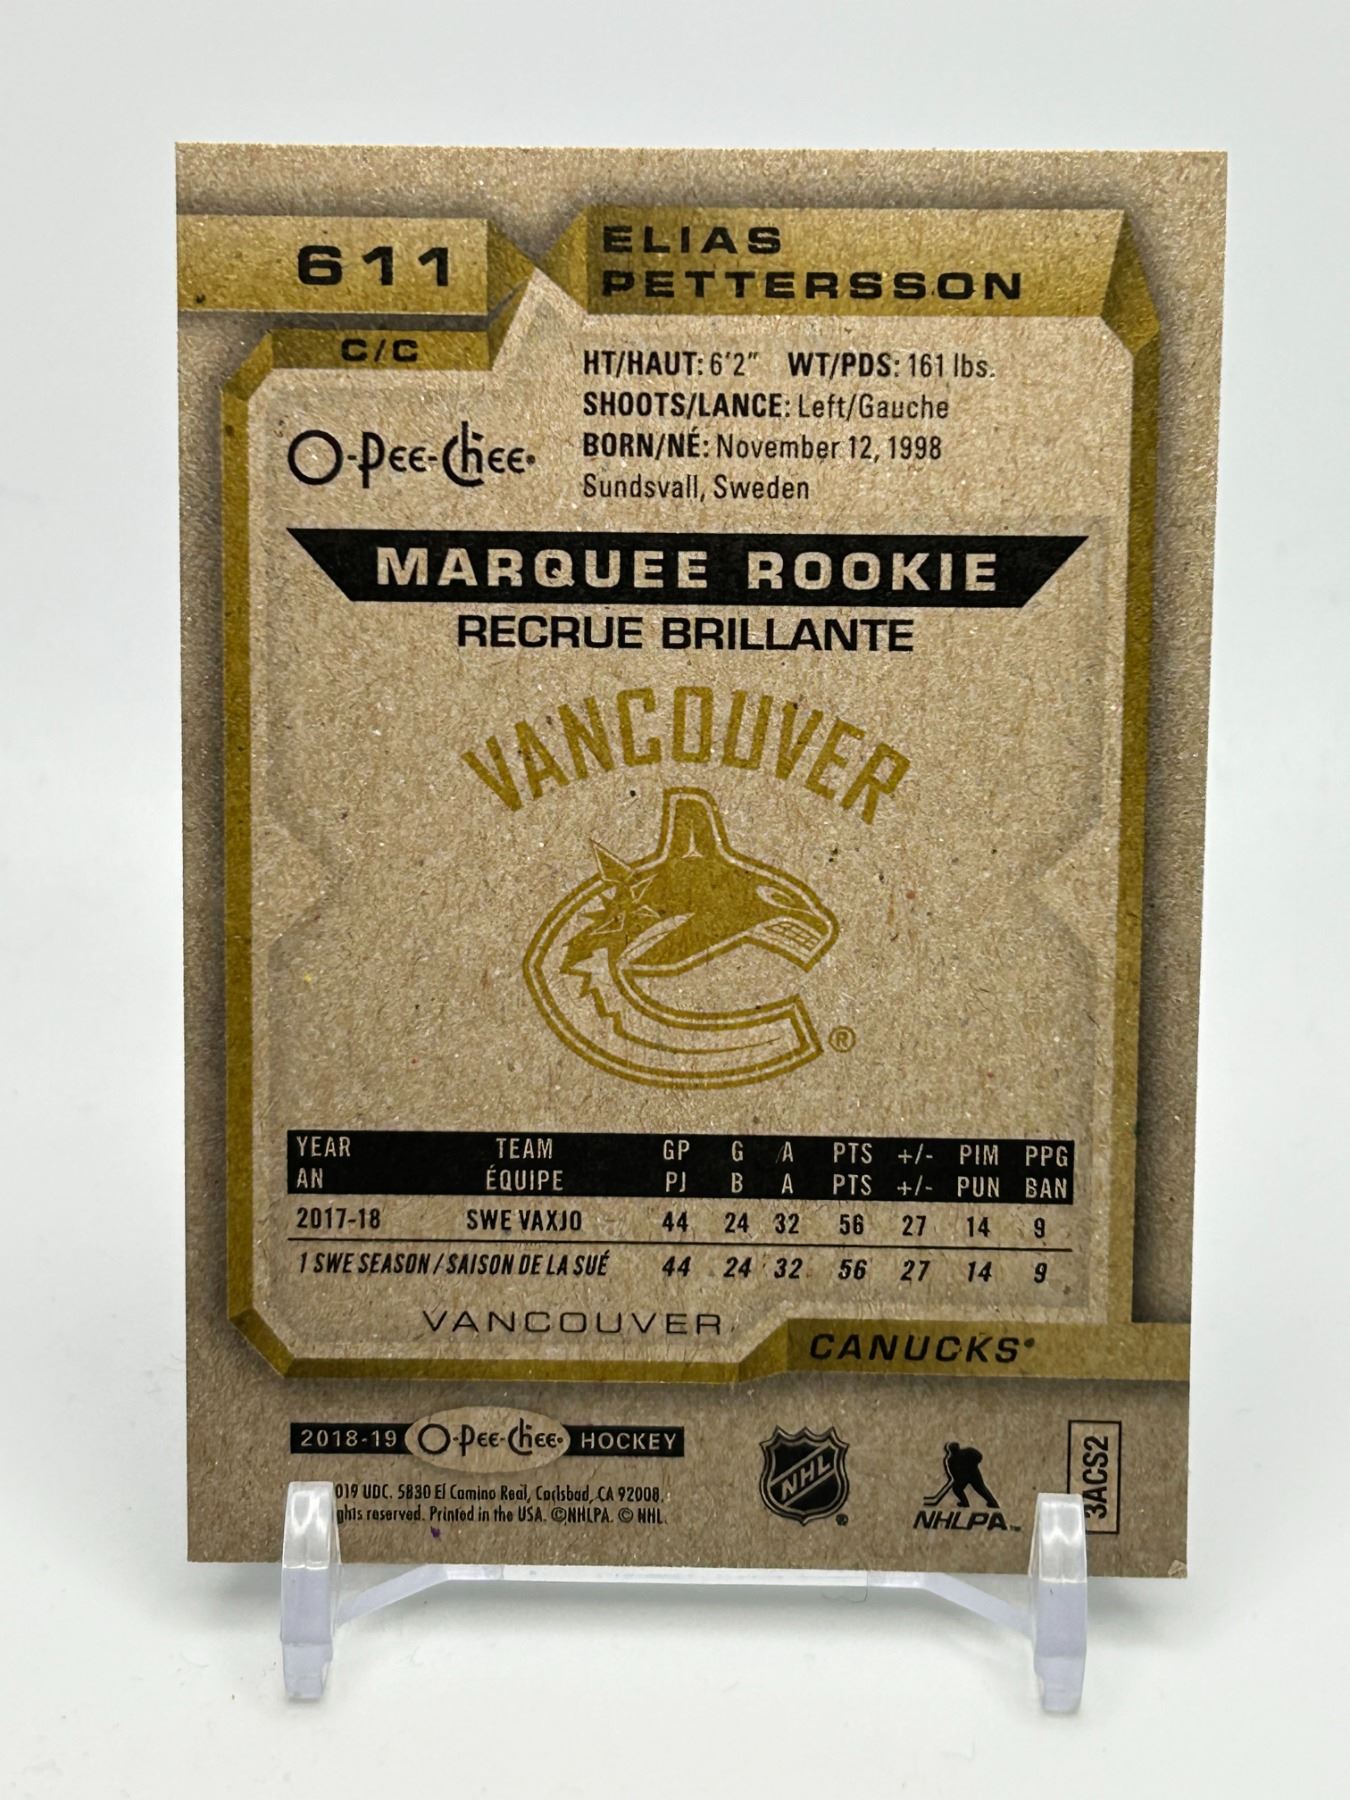 611
ELIAS
PETTERSSON
C/C
HT/HAUT: 6'2" WT/PDS: 161 lbs.
SHOOTS/LANCE: Left/Gauche
BORN/NÉ: November 12, 1998
Sundsvall, Sweden
O-Pee-Chee
MARQUEE ROOKIE
RECRUE BRILLANTE
VANCOUVER
®
YEAR TEAM GP G A PTS +/- PIM PPG
AN ÉQUIPE PJ B A PTS +/- PUN BAN
2017-18 SWE VAXJO 44 24 32 56 27 14 9
1 SWE SEASON / SAISON DE LA SUÉ 44 24 32 56 27 14 9
VANCOUVER
CANUCKS
2018-19 O-Pee-Chee HOCKEY
UDC. 5830 El Camino Real, Carlsbad, CA 92008.
reserved. Printed in the USA. ©NHLPA. © NHL.
NHL ®
NHLPA™
3ACS2